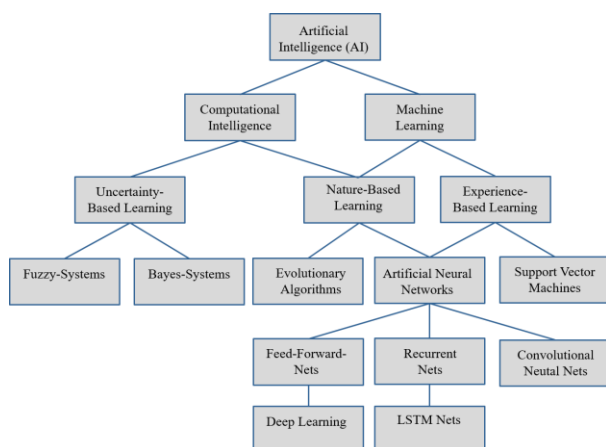 Artificial
Intelligence (AI)
Computational
Intelligence
Machine
Learning
Uncertainty-
Based Learning
Nature-Based
Learning
Experience-
Based Learning
Fuzzy-Systems
Bayes-Systems
Evolutionary
Algorithms
Artificial Neural
Networks
Support Vector
Machines
Feed-Forward-
Nets
Recurrent
Nets
Convolutional
Neutal Nets
Deep Learning
LSTM Nets